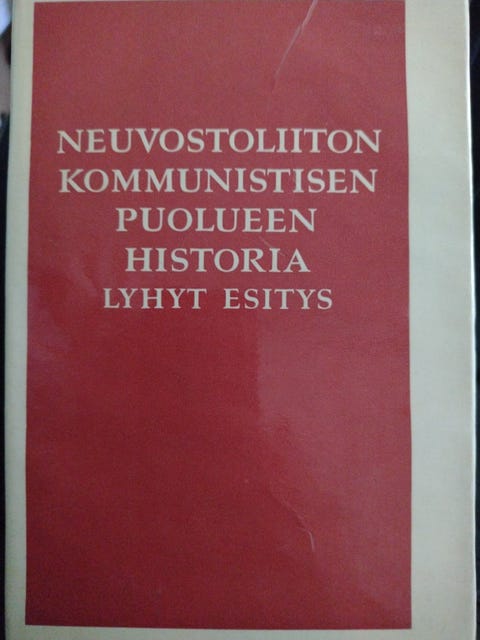 NEUVOSTOLIITON
KOMMUNISTISEN
PUOLUEEN
HISTORIA
LYHYT ESITYS